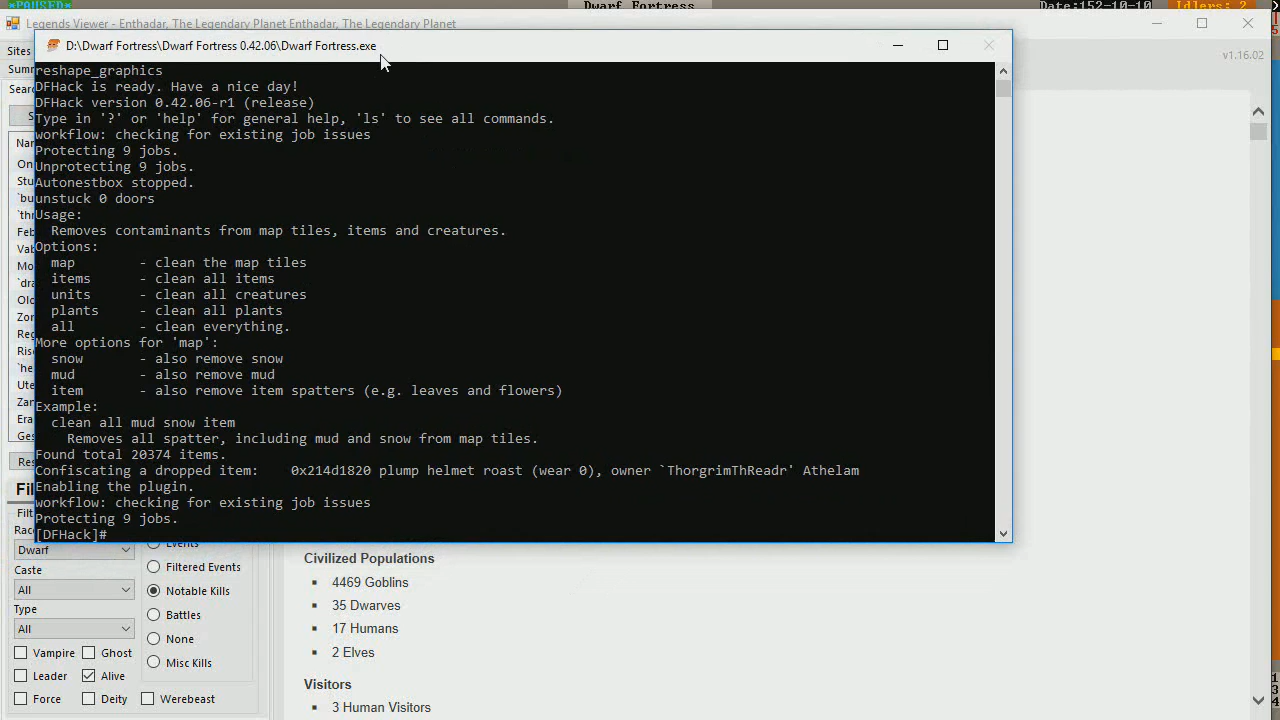 *PAUSED*
Dwarf Fortress
Date:152-10-10
Idlers: 2
Legends Viewer - Enthadar, The Legendary Planet Enthadar, The Legendary Planet
D:\Dwarf Fortress\Dwarf Fortress 0.42.06\Dwarf Fortress.exe
Sites
v1.16.02
reshape_graphics
DFHack is ready. Have a nice day!
DFHack version 0.42.06-r1 (release)
Type in '?' or 'help' for general help, 'ls' to see all commands.
workflow: checking for existing job issues
Protecting 9 jobs.
Unprotecting 9 jobs.
Autonestbox stopped.
unstuck 0 doors
Usage:
Removes contaminants from map tiles, items and creatures.
Options:
map - clean the map tiles
items - clean all items
units - clean all creatures
plants - clean all plants
all - clean everything.
More options for 'map':
snow - also remove snow
mud - also remove mud
item - also remove item spatters (e.g. leaves and flowers)
Example:
clean all mud snow item
Removes all spatter, including mud and snow from map tiles.
Found total 20374 items.
Confiscating a dropped item: 0x214d1820 plump helmet roast (wear 0), owner `ThorgrimThReadr' Athelam
Enabling the plugin.
workflow: checking for existing job issues
Protecting 9 jobs.
[DFHack]#
Dwarf
Caste
All
Type
All
Vampire
Ghost
Leader
Alive
Force
Deity
Werebeast
Events
Filtered Events
Notable Kills
Battles
None
Misc Kills
Civilized Populations
4469 Goblins
35 Dwarves
17 Humans
2 Elves
Visitors
3 Human Visitors